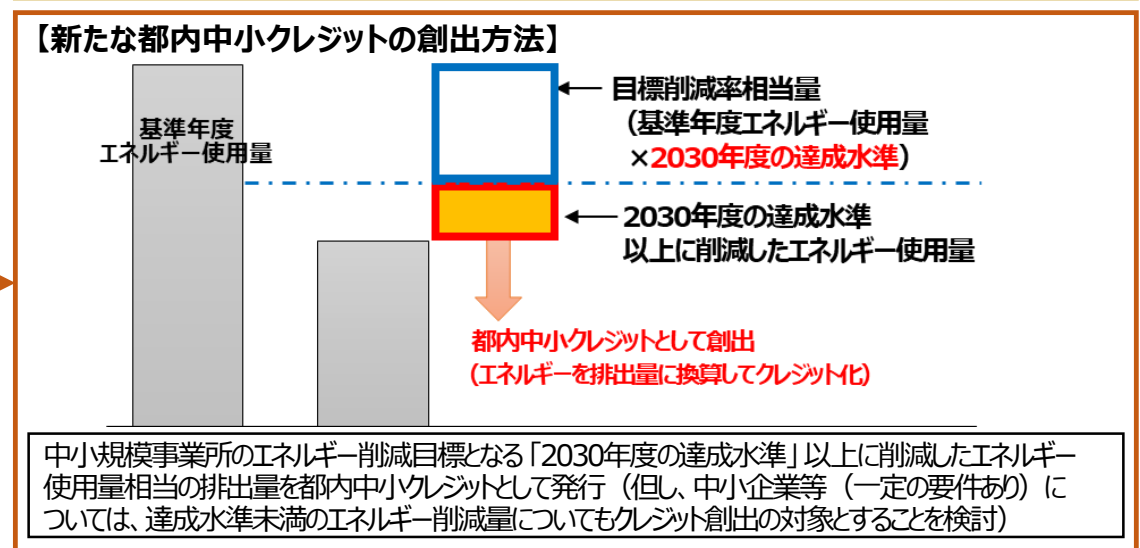 【新たな都内中小クレジットの創出方法】
基準年度
エネルギー使用量
目標削減率相当量
（基準年度エネルギー使用量
×2030年度の達成水準）
2030年度の達成水準
以上に削減したエネルギー使用量
都内中小クレジットとして創出
（エネルギーを排出量に換算してクレジット化）
中小規模事業所のエネルギー削減目標となる「2030年度の達成水準」以上に削減したエネルギー
使用量相当の排出量を都内中小クレジットとして発行（但し、中小企業等（一定の要件あり）に
ついては、達成水準未満のエネルギー削減量についてもクレジット創出の対象とすることを検討）